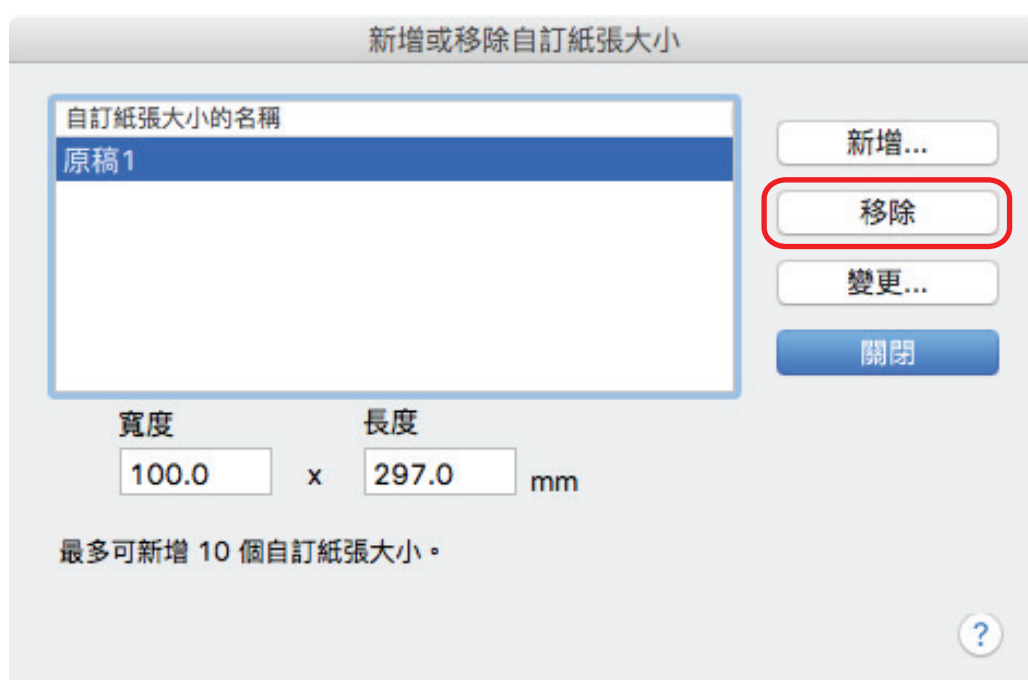 新增或移除自訂紙張大小
自訂紙張大小的名稱
原稿1
新增...
移除
變更...
關閉
寬度 長度
100.0 x 297.0 mm
最多可新增 10 個自訂紙張大小。
?